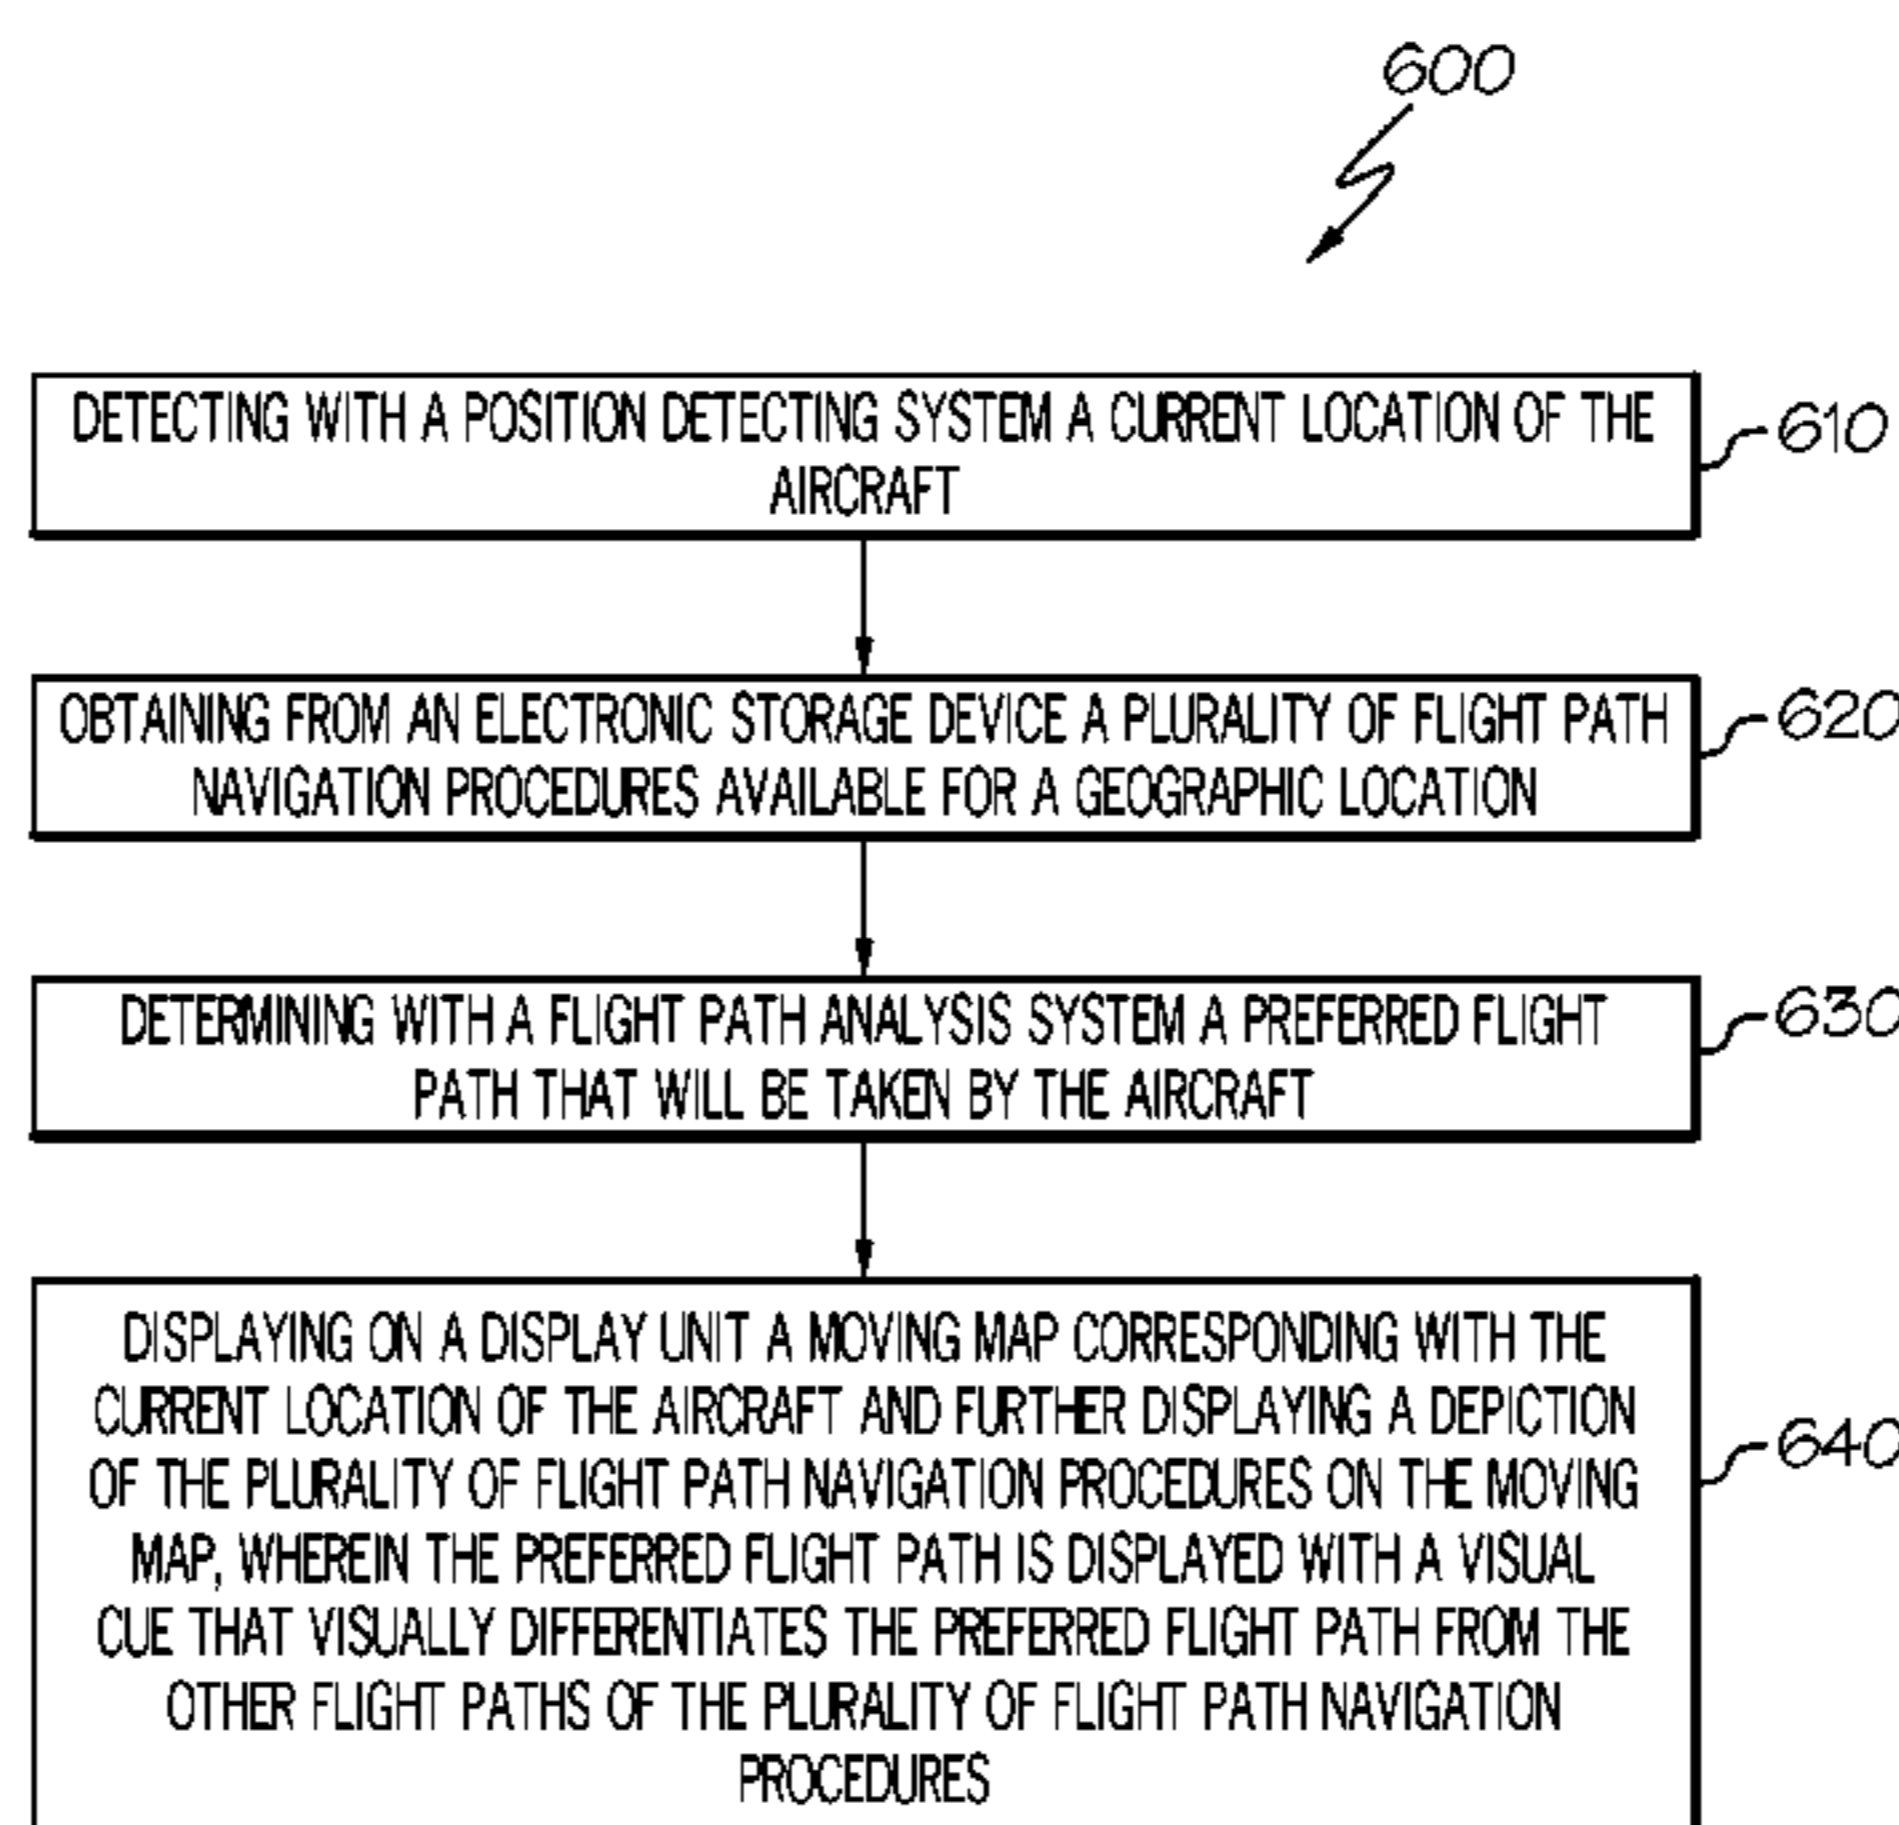 600
DETECTING WITH A POSITION DETECTING SYSTEM A CURRENT LOCATION OF THE
AIRCRAFT
610
OBTAINING FROM AN ELECTRONIC STORAGE DEVICE A PLURALITY OF FLIGHT PATH
NAVIGATION PROCEDURES AVAILABLE FOR A GEOGRAPHIC LOCATION
620
DETERMINING WITH A FLIGHT PATH ANALYSIS SYSTEM A PREFERRED FLIGHT
PATH THAT WILL BE TAKEN BY THE AIRCRAFT
630
DISPLAYING ON A DISPLAY UNIT A MOVING MAP CORRESPONDING WITH THE
CURRENT LOCATION OF THE AIRCRAFT AND FURTHER DISPLAYING A DEPICTION
OF THE PLURALITY OF FLIGHT PATH NAVIGATION PROCEDURES ON THE MOVING
MAP, WHEREIN THE PREFERRED FLIGHT PATH IS DISPLAYED WITH A VISUAL
CUE THAT VISUALLY DIFFERENTIATES THE PREFERRED FLIGHT PATH FROM THE
OTHER FLIGHT PATHS OF THE PLURALITY OF FLIGHT PATH NAVIGATION
PROCEDURES
640